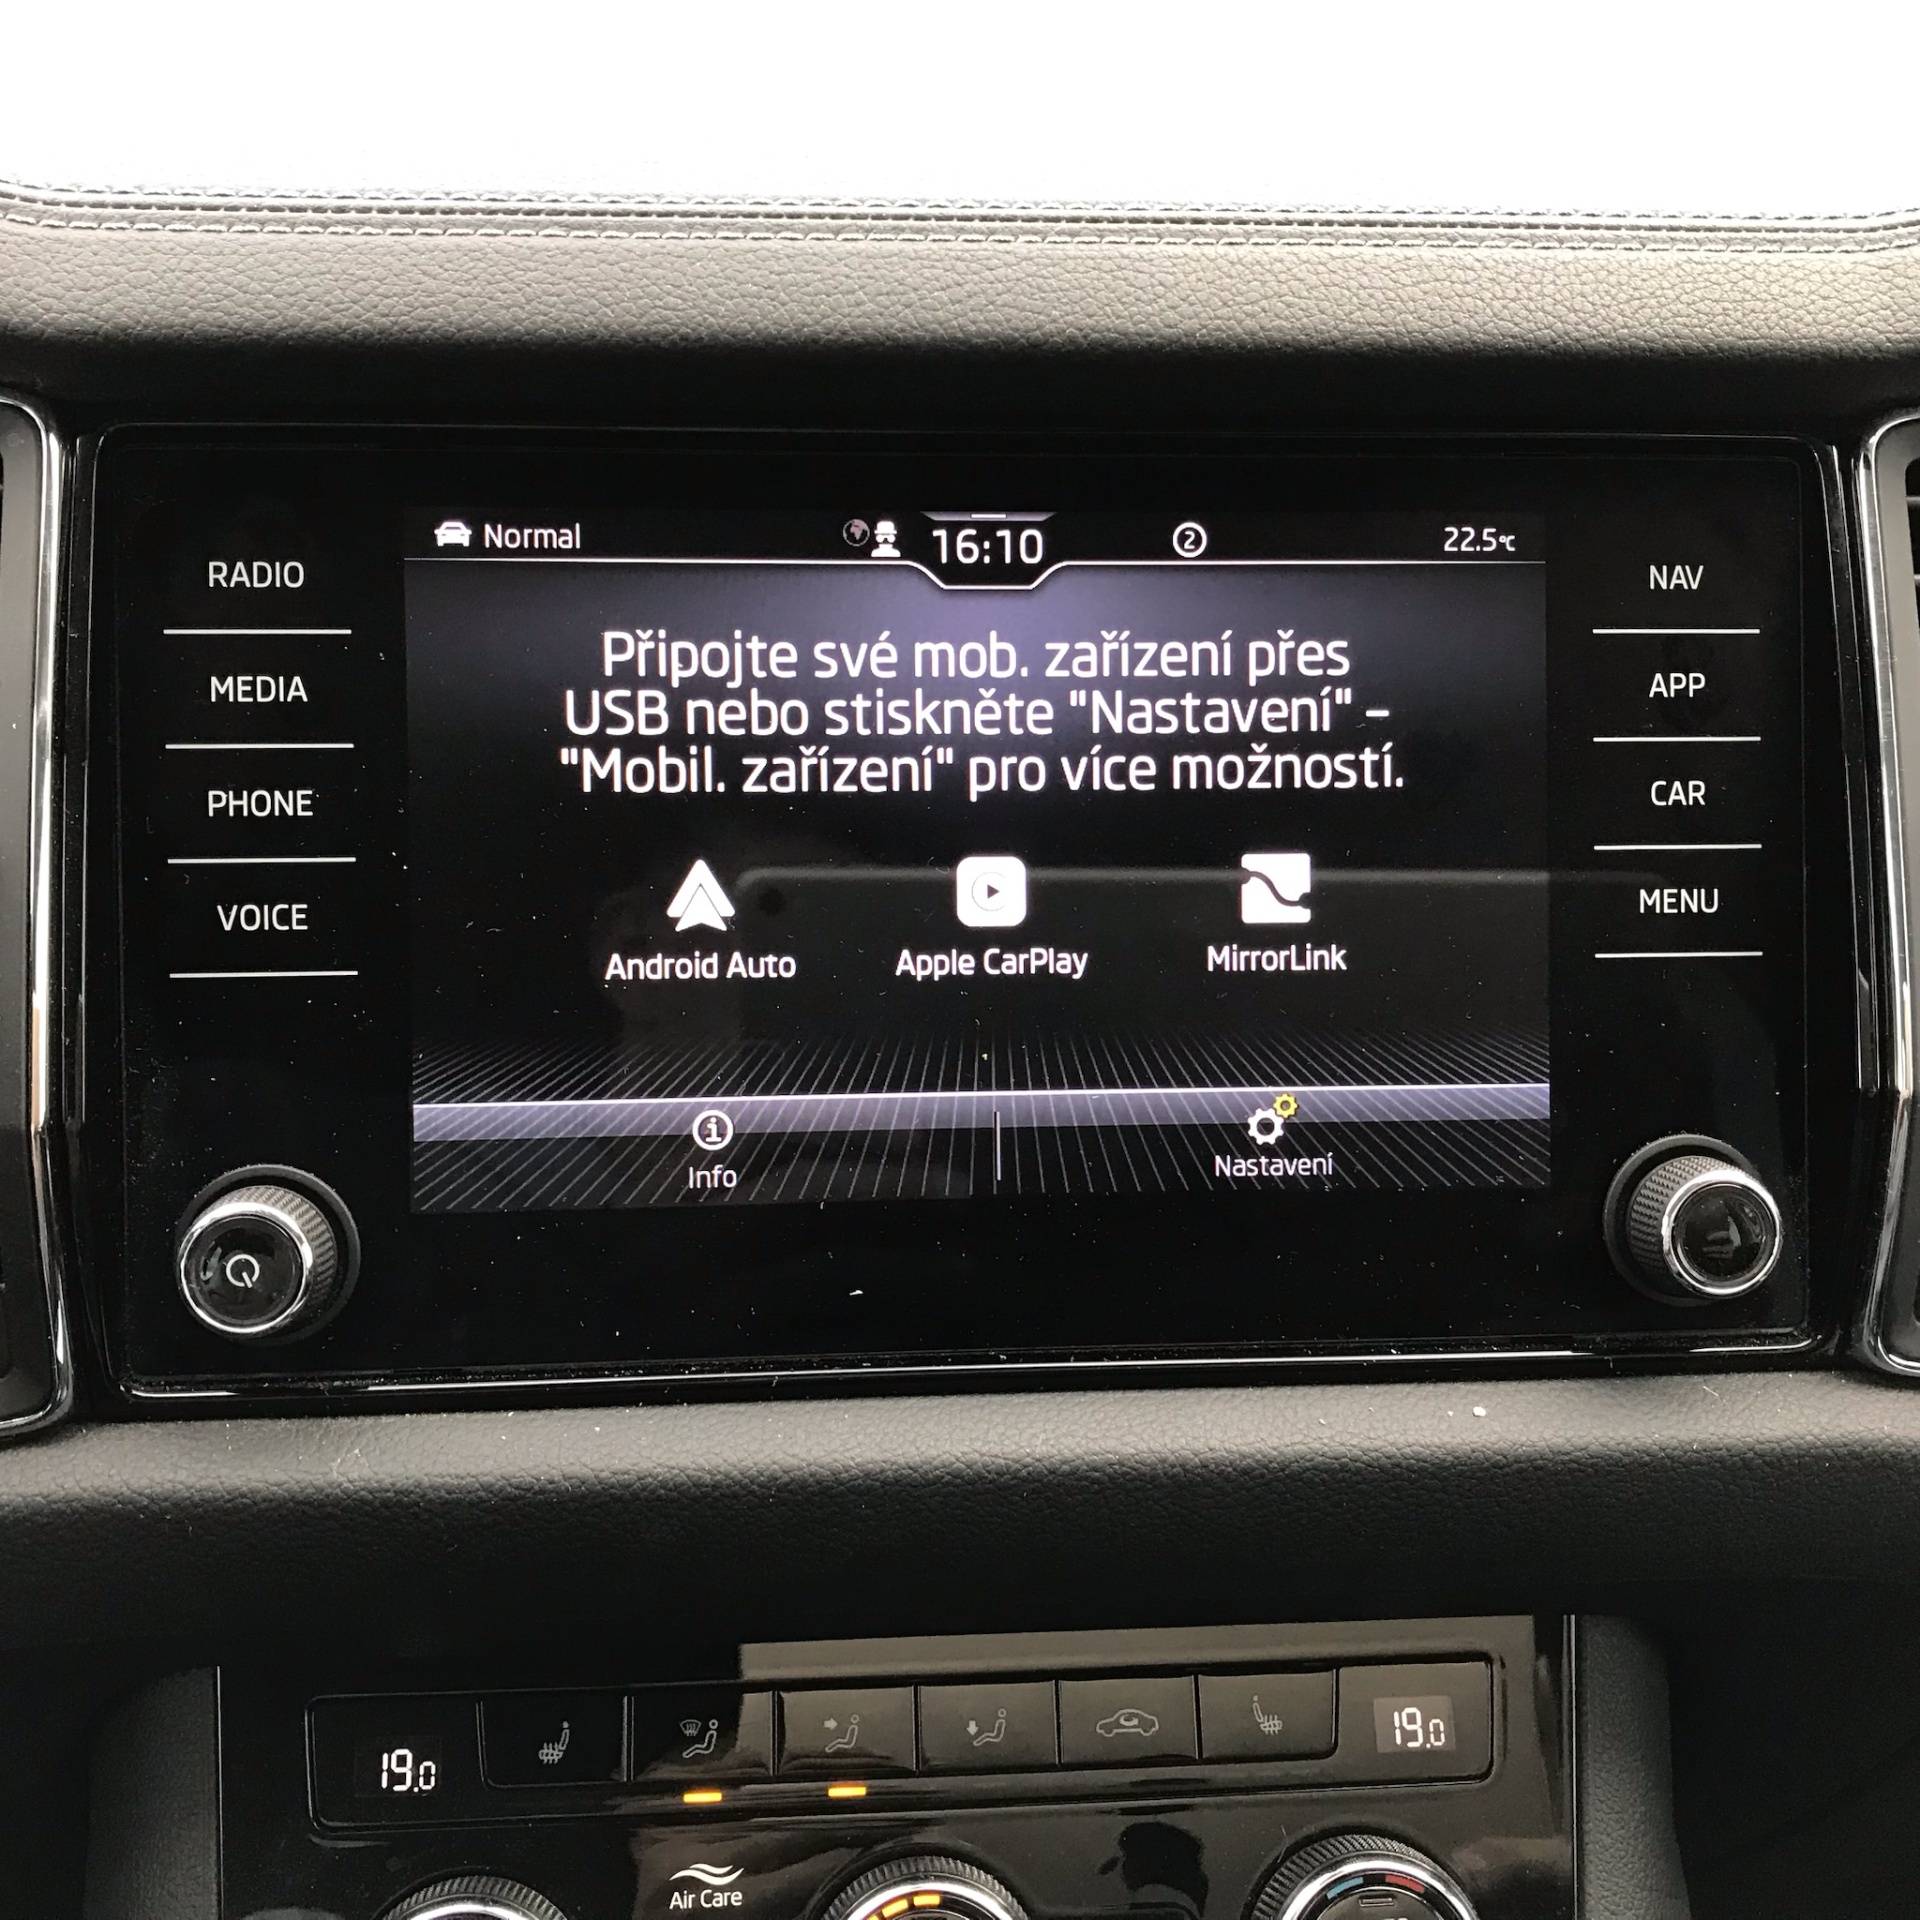 Normal 16:10 2 22.5°C
RADIO
MEDIA
PHONE
VOICE
Připojte své mob. zařízení přes
USB nebo stiskněte "Nastavení" -
"Mobil. zařízení" pro více možností.
Android Auto Apple CarPlay MirrorLink
Info Nastavení
NAV
APP
CAR
MENU
19.0 19.0
Air Care